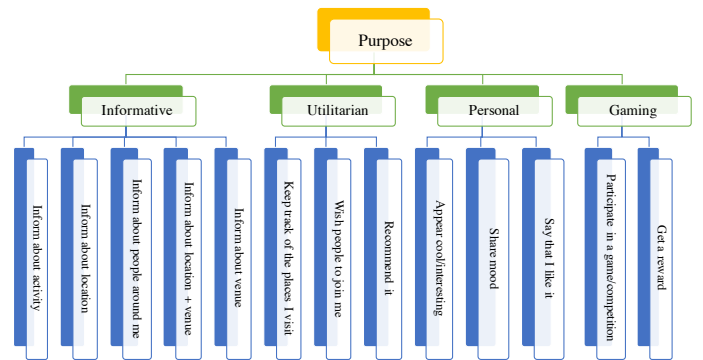 Purpose
Informative
Utilitarian
Personal
Gaming
Inform about activity
Inform about location
Inform about people around me
Inform about location + venue
Inform about venue
Keep track of the places I visit
Wish people to join me
Recommend it
Appear cool/interesting
Share mood
Say that I like it
Participate in a game/competition
Get a reward